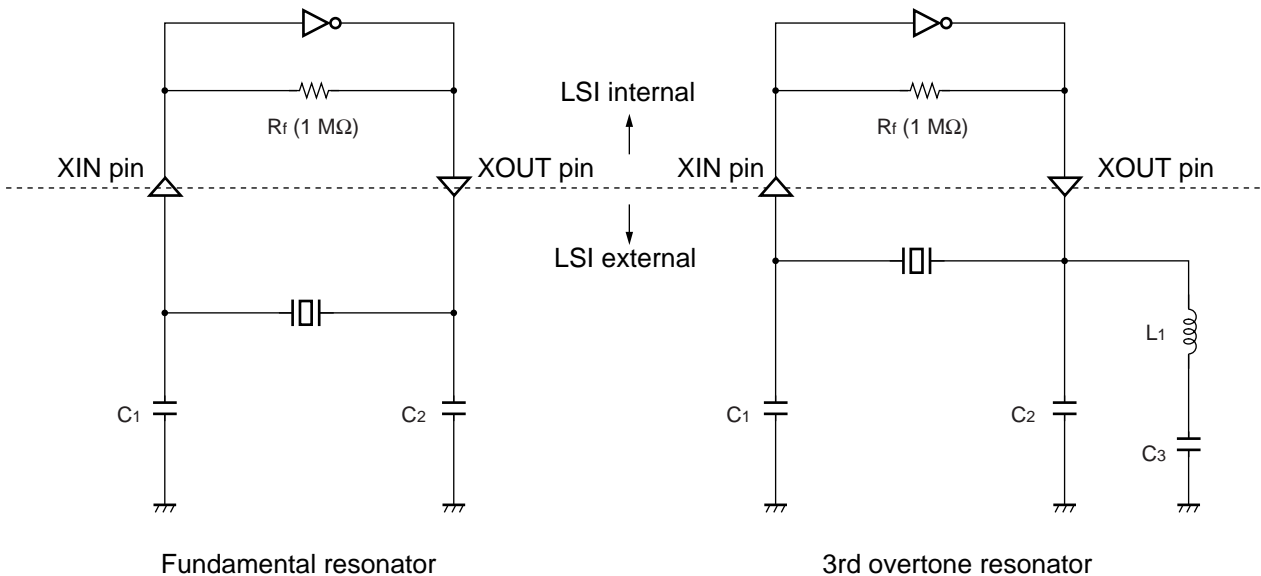 Rf (1 MΩ)
XIN pin
XOUT pin
C1
C2
Fundamental resonator
LSI internal
LSI external
Rf (1 MΩ)
XIN pin
XOUT pin
L1
C1
C2
C3
3rd overtone resonator